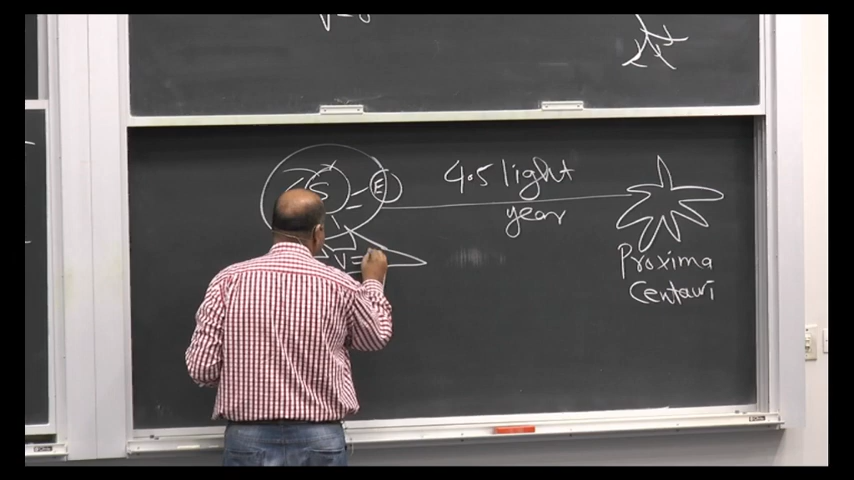 S
E
4.5 light
year
Proxima
Centauri
V=